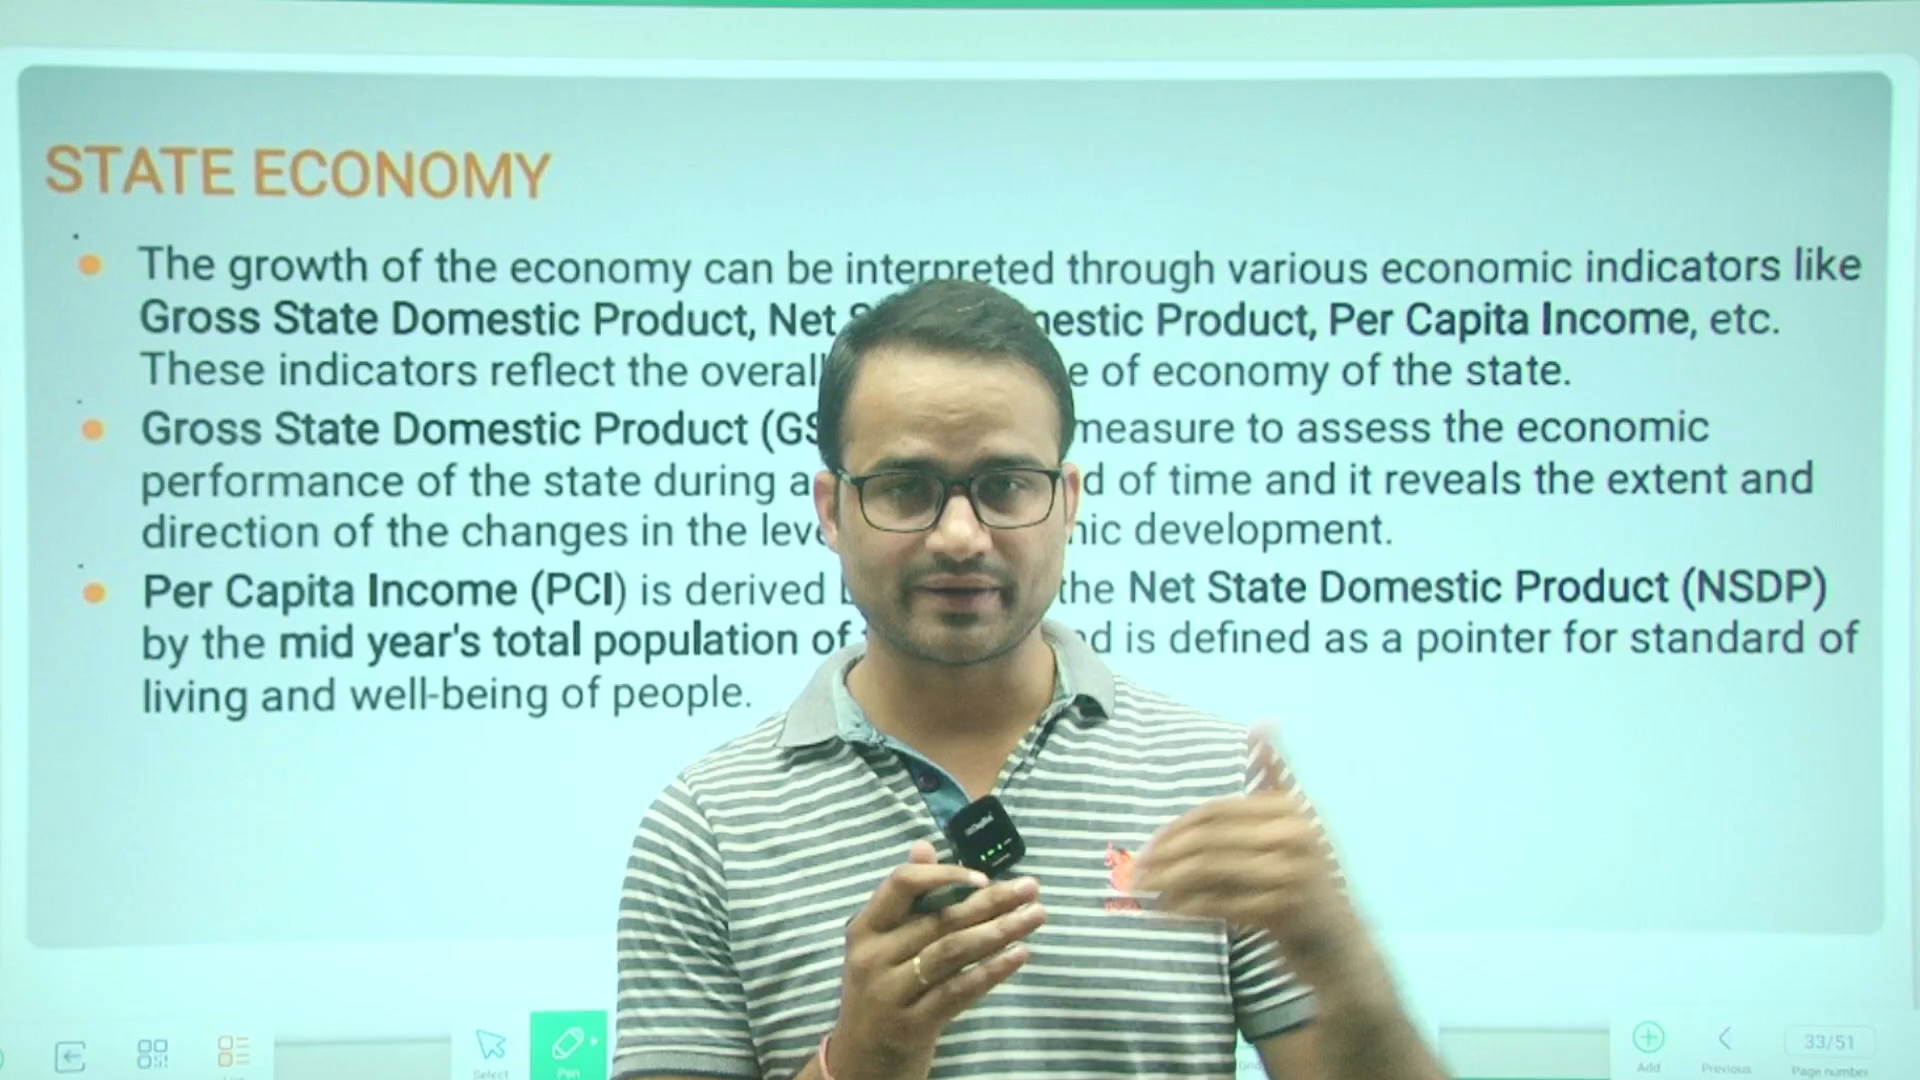 STATE ECONOMY
The growth of the economy can be interpreted through various economic indicators like
Gross State Domestic Product, Net estic Product, Per Capita Income, etc.
These indicators reflect the overall e of economy of the state.
Gross State Domestic Product (GS measure to assess the economic
performance of the state during a d of time and it reveals the extent and
direction of the changes in the leve nic development.
Per Capita Income (PCI) is derived the Net State Domestic Product (NSDP)
by the mid year's total population of d is defined as a pointer for standard of
living and well-being of people.
Select Pen Add Previous 33/51 Page number